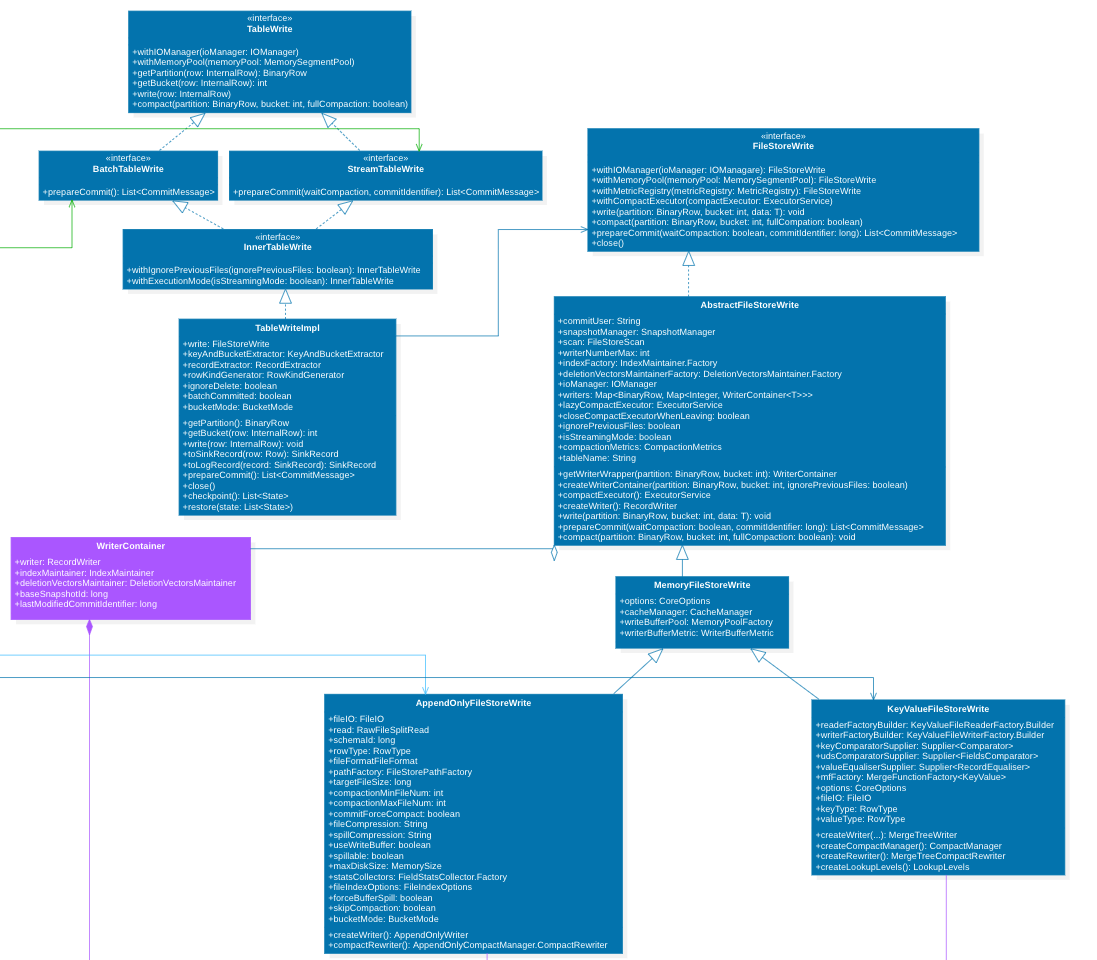 «interface»
TableWrite
+withIOManager(ioManager: IOManager)
+withMemoryPool(memoryPool: MemorySegmentPool)
+getPartition(row: InternalRow): BinaryRow
+getBucket(row: InternalRow): int
+write(row: InternalRow)
+compact(partition: BinaryRow, bucket: int, fullCompaction: boolean)
«interface»
BatchTableWrite
+prepareCommit(): List<CommitMessage>
«interface»
StreamTableWrite
+prepareCommit(waitCompaction, commitIdentifier): List<CommitMessage>
«interface»
FileStoreWrite
+withIOManager(ioManager: IOManagare): FileStoreWrite
+withMemoryPool(memoryPool: MemorySegmentPool): FileStoreWrite
+withMetricRegistry(metricRegistry: MetricRegistry): FileStoreWrite
+withCompactExecutor(compactExecutor: ExecutorService)
+write(partition: BinaryRow, bucket: int, data: T): void
+compact(partition: BinaryRow, bucket: int, fullCompation: boolean)
+prepareCommit(waitCompaction: boolean, commitIdentifier: long): List<CommitMessage>
+close()
«interface»
InnerTableWrite
+withIgnorePreviousFiles(ignorePreviousFiles: boolean): InnerTableWrite
+withExecutionMode(isStreamingMode: boolean): InnerTableWrite
TableWriteImpl
+write: FileStoreWrite
+keyAndBucketExtractor: KeyAndBucketExtractor
+recordExtractor: RecordExtractor
+rowKindGenerator: RowKindGenerator
+ignoreDelete: boolean
+batchCommitted: boolean
+bucketMode: BucketMode
+getPartition(): BinaryRow
+getBucket(row: InternalRow): int
+write(row: InternalRow): void
+toSinkRecord(row: Row): SinkRecord
+toLogRecord(record: SinkRecord): SinkRecord
+prepareCommit(): List<CommitMessage>
+close()
+checkpoint(): List<State>
+restore(state: List<State>)
AbstractFileStoreWrite
+commitUser: String
+snapshotManager: SnapshotManager
+scan: FileStoreScan
+writerNumberMax: int
+indexFactory: IndexMaintainer.Factory
+deletionVectorsMaintainerFactory: DeletionVectorsMaintainer.Factory
+ioManager: IOManager
+writers: Map<BinaryRow, Map<Integer, WriterContainer<T>>>
+lazyCompactExecutor: ExecutorService
+closeCompactExecutorWhenLeaving: boolean
+ignorePreviousFiles: boolean
+isStreamingMode: boolean
+compactionMetrics: CompactionMetrics
+tableName: String
+getWriterWrapper(partition: BinaryRow, bucket: int): WriterContainer
+createWriterContainer(partition: BinaryRow, bucket: int, ignorePreviousFiles: boolean)
+compactExecutor(): ExecutorService
+createWriter(): RecordWriter
+write(partition: BinaryRow, bucket: int, data: T): void
+prepareCommit(waitCompaction: boolean, commitIdentifier: long): List<CommitMessage>
+compact(partition: BinaryRow, bucket: int, fullCompaction: boolean): void
WriterContainer
+writer: RecordWriter
+indexMaintainer: IndexMaintainer
+deletionVectorsMaintainer: DeletionVectorsMaintainer
+baseSnapshotId: long
+lastModifiedCommitIdentifier: long
MemoryFileStoreWrite
+options: CoreOptions
+cacheManager: CacheManager
+writeBufferPool: MemoryPoolFactory
+writerBufferMetric: WriterBufferMetric
AppendOnlyFileStoreWrite
+fileIO: FileIO
+read: RawFileSplitRead
+schemaId: long
+rowType: RowType
+fileFormatFileFormat
+pathFactory: FileStorePathFactory
+targetFileSize: long
+compactionMinFileNum: int
+compactionMaxFileNum: int
+commitForceCompact: boolean
+fileCompression: String
+spillCompression: String
+useWriteBuffer: boolean
+spillable: boolean
+maxDiskSize: MemorySize
+statsCollectors: FieldStatsCollector.Factory
+fileIndexOptions: FileIndexOptions
+forceBufferSpill: boolean
+skipCompaction: boolean
+bucketMode: BucketMode
+createWriter(): AppendOnlyWriter
+compactRewriter(): AppendOnlyCompactManager.CompactRewriter
KeyValueFileStoreWrite
+readerFactoryBuilder: KeyValueFileReaderFactory.Builder
+writerFactoryBuilder: KeyValueFileWriterFactory.Builder
+keyComparatorSupplier: Supplier<Comparator>
+udsComparatorSupplier: Supplier<FieldsComparator>
+valueEqualiserSupplier: Supplier<RecordEqualiser>
+mfFactory: MergeFunctionFactory<KeyValue>
+options: CoreOptions
+fileIO: FileIO
+keyType: RowType
+valueType: RowType
+createWriter(...): MergeTreeWriter
+createCompactManager(): CompactManager
+createRewriter(): MergeTreeCompactRewriter
+createLookupLevels(): LookupLevels